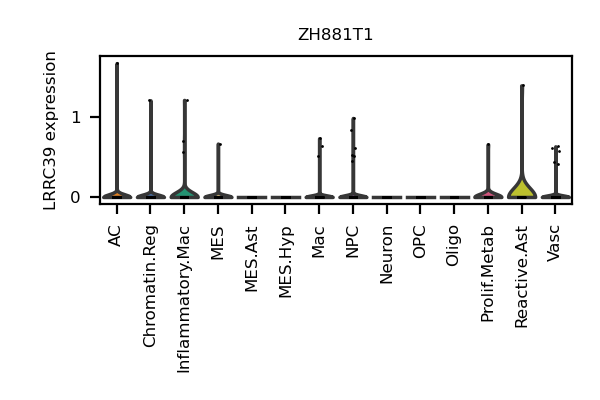 ZH881T1
LRRC39 expression
1
0
AC
Chromatin.Reg
Inflammatory.Mac
MES
MES.Ast
MES.Hyp
Mac
NPC
Neuron
OPC
Oligo
Prolif.Metab
Reactive.Ast
Vasc